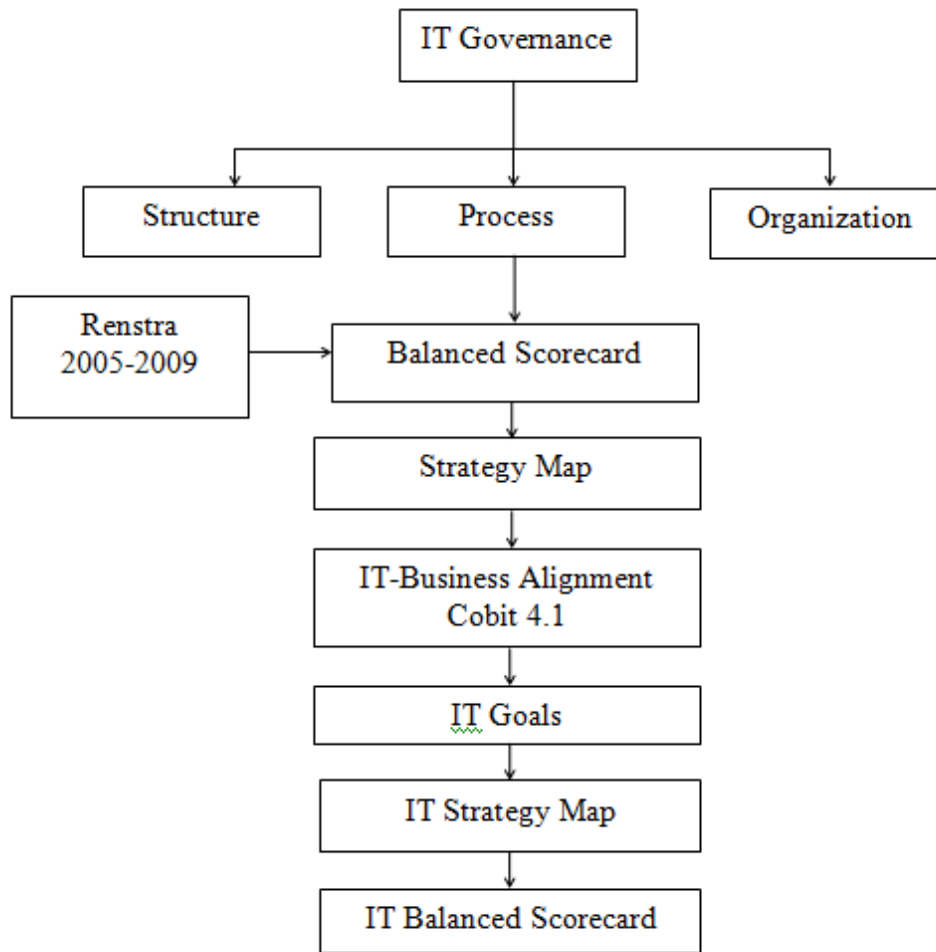 IT Governance
Structure
Process
Organization
Renstra
2005-2009
Balanced Scorecard
Strategy Map
IT-Business Alignment
Cobit 4.1
IT Goals
IT Strategy Map
IT Balanced Scorecard